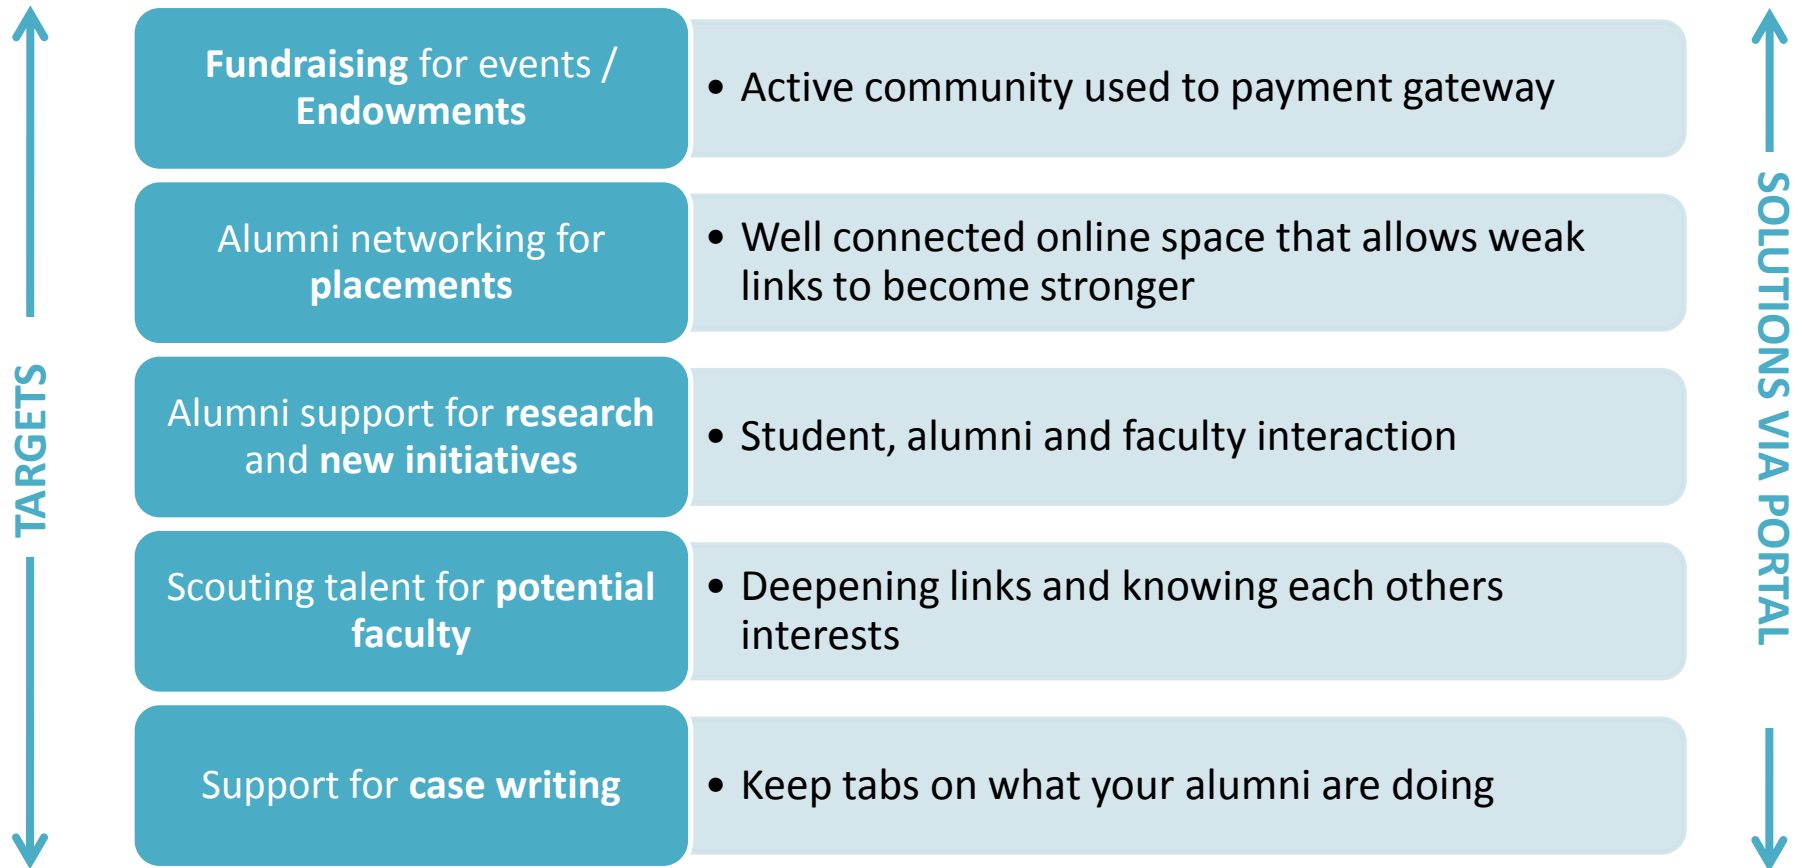 TARGETS
Fundraising for events /
Endowments
• Active community used to payment gateway
Alumni networking for
placements
• Well connected online space that allows weak
links to become stronger
Alumni support for research
and new initiatives
• Student, alumni and faculty interaction
Scouting talent for potential
faculty
• Deepening links and knowing each others
interests
Support for case writing
• Keep tabs on what your alumni are doing
SOLUTIONS VIA PORTAL